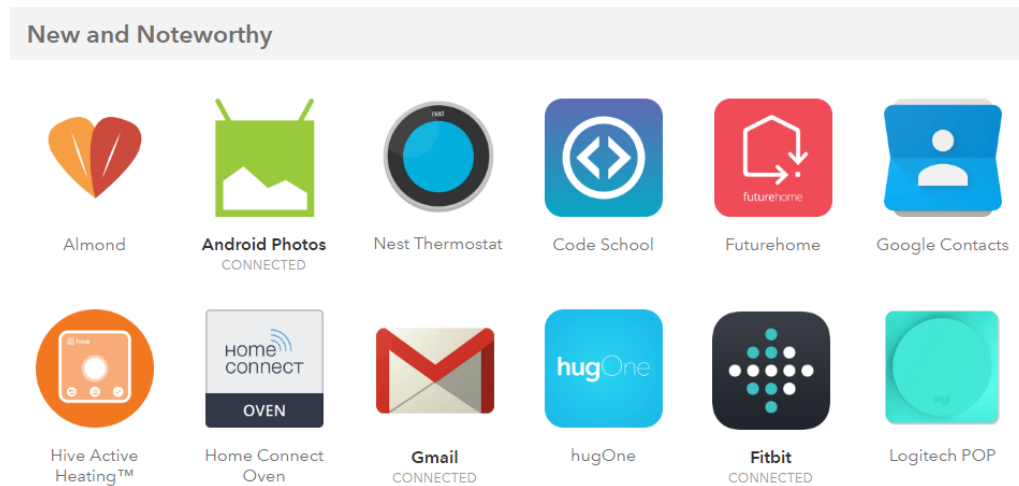 New and Noteworthy
nest
futurehome
Almond
Android Photos
CONNECTED
Nest Thermostat
Code School
Futurehome
Google Contacts
hive
HOME
CONNECT
OVEN
hugOne
logi
Hive Active
Heating™
Home Connect
Oven
Gmail
CONNECTED
hugOne
Fitbit
CONNECTED
Logitech POP